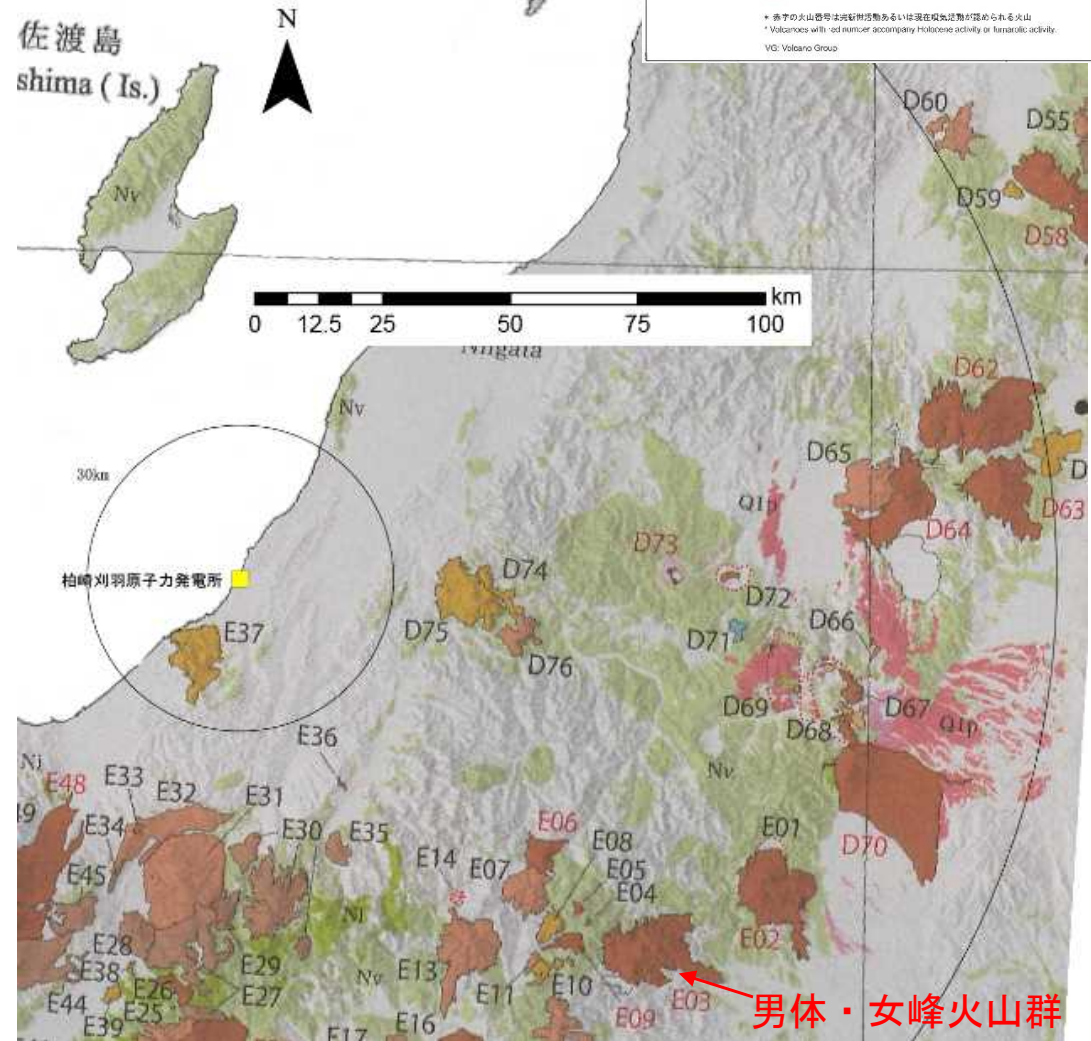 * 赤字の火山番号は完新世活動あるいは現在噴気活動が認められる火山
* Volcanoes with red number accompany Holocene activity or fumarolic activity.
VG: Volcano Group
佐渡島
shima ( Is.)
N
Nv
D60
D55
D59
D58
km
0 12.5 25 50 75 100
Niigata
D62
Nv
D65
D
30km
Q1p
D63
D64
D73
柏崎刈羽原子力発電所
D74
D72
E37
D75
D71
D66
D76
D69
D67
Q1p
D68
E36
Nv
Nj
E48
E33
E32
E31
49
E34
E30
E35
E06
E08
E01
D70
E14
E07
E05
E45
E04
Nj
E28
E02
E38
E29
Nv
E13
E44
E26
E27
E11
E10
E03
男体・女峰火山群
E39
E25
E09
E17
E16